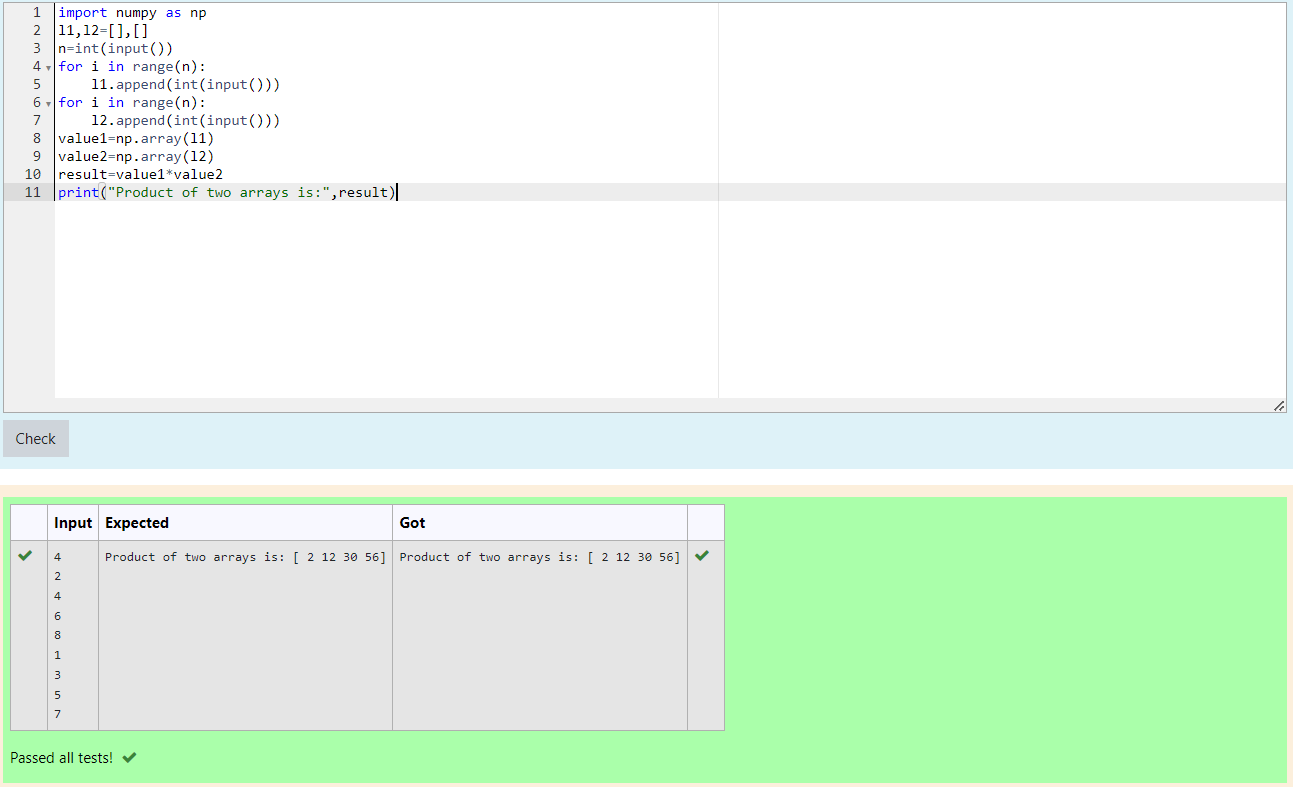 1 import numpy as np
2 l1,l2=[],[]
3 n=int(input())
4 for i in range(n):
5     l1.append(int(input()))
6 for i in range(n):
7     l2.append(int(input()))
8 value1=np.array(l1)
9 value2=np.array(l2)
10 result=value1*value2
11 print("Product of two arrays is:",result)
Check
Input Expected Got
4 Product of two arrays is: [ 2 12 30 56] Product of two arrays is: [ 2 12 30 56]
2
4
6
8
1
3
5
7
Passed all tests!